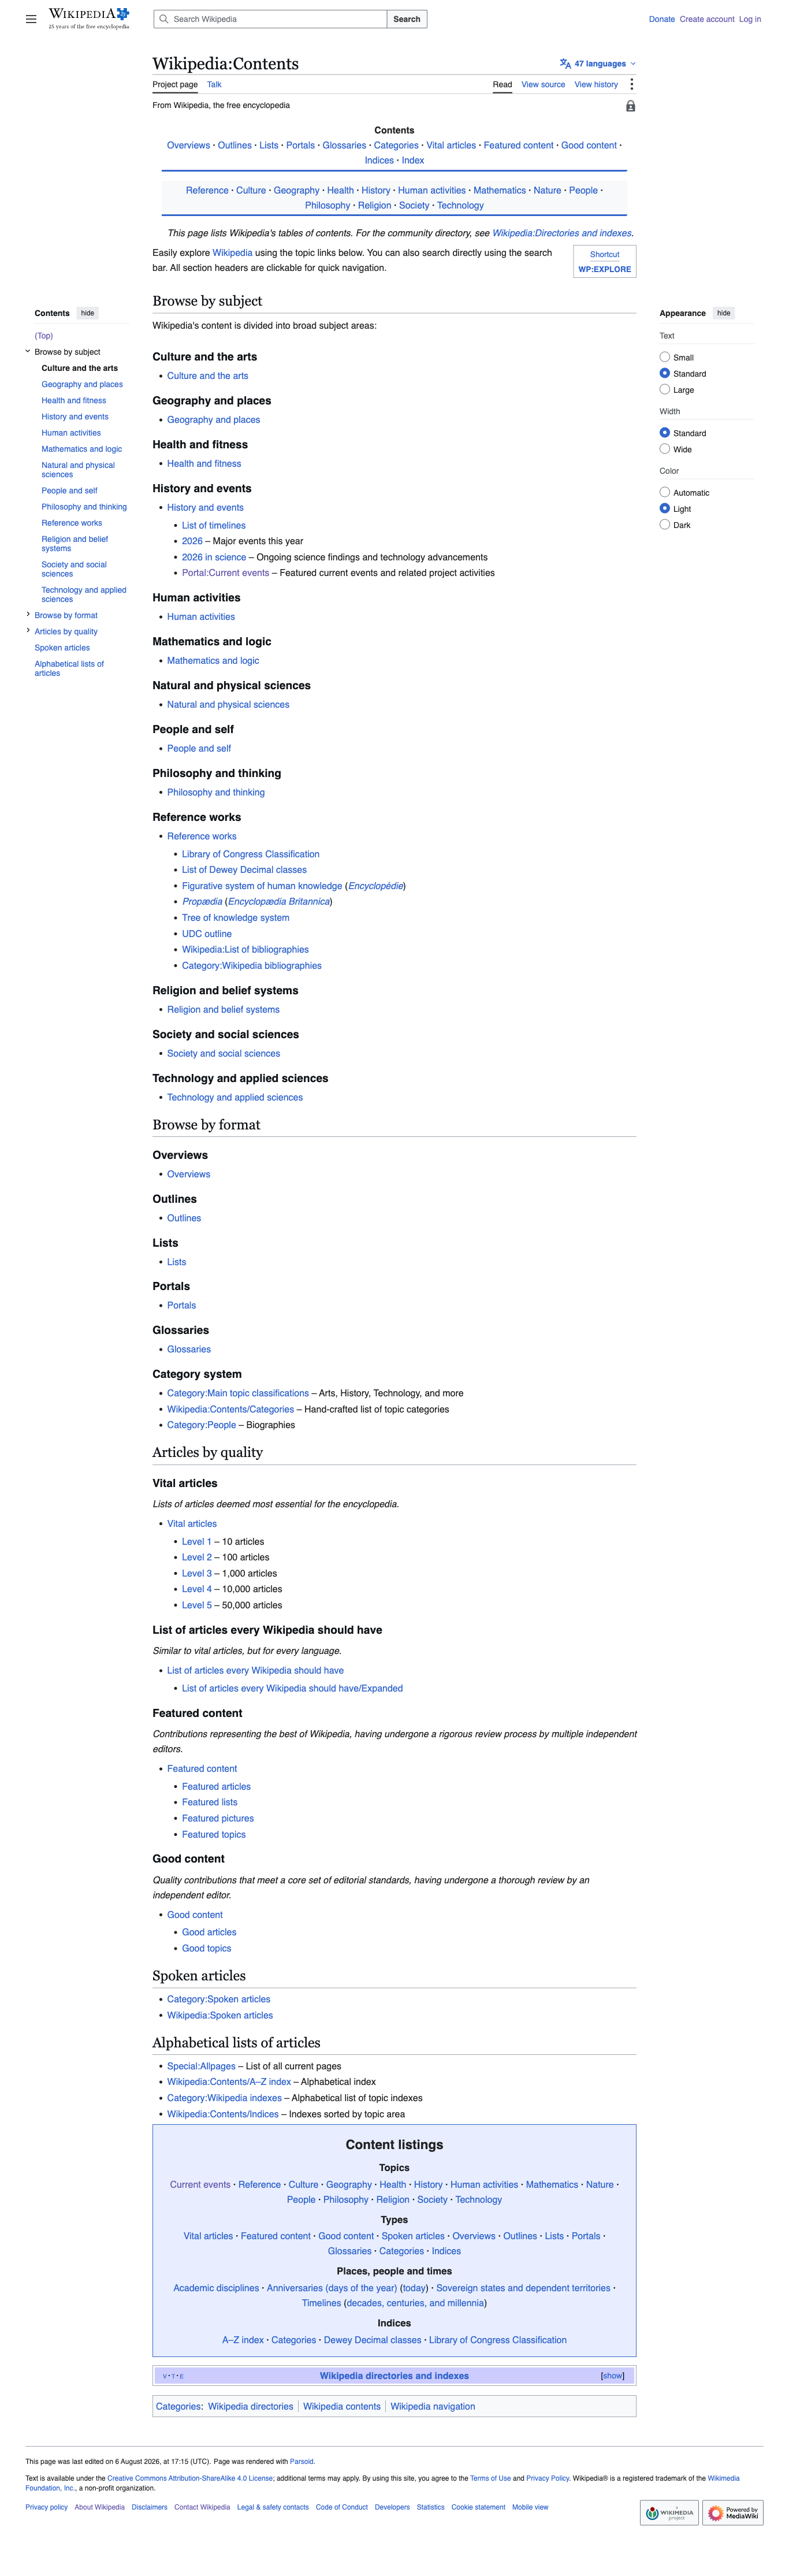 WIKIPEDIA
25 years of the free encyclopedia
Search Wikipedia
Search
Donate Create account Log in
Wikipedia:Contents
47 languages
Project page Talk
Read View source View history
From Wikipedia, the free encyclopedia
Contents
Overviews · Outlines · Lists · Portals · Glossaries · Categories · Vital articles · Featured content · Good content ·
Indices · Index
Reference · Culture · Geography · Health · History · Human activities · Mathematics · Nature · People ·
Philosophy · Religion · Society · Technology
This page lists Wikipedia's tables of contents. For the community directory, see Wikipedia:Directories and indexes.
Easily explore Wikipedia using the topic links below. You can also search directly using the search
bar. All section headers are clickable for quick navigation.
Shortcut
WP:EXPLORE
Contents hide
(Top)
Browse by subject
Culture and the arts
Geography and places
Health and fitness
History and events
Human activities
Mathematics and logic
Natural and physical
sciences
People and self
Philosophy and thinking
Reference works
Religion and belief
systems
Society and social
sciences
Technology and applied
sciences
Browse by format
Articles by quality
Spoken articles
Alphabetical lists of
articles
Browse by subject
Wikipedia's content is divided into broad subject areas:
Culture and the arts
• Culture and the arts
Geography and places
• Geography and places
Health and fitness
• Health and fitness
History and events
• History and events
• List of timelines
• 2026 – Major events this year
• 2026 in science – Ongoing science findings and technology advancements
• Portal:Current events – Featured current events and related project activities
Human activities
• Human activities
Mathematics and logic
• Mathematics and logic
Natural and physical sciences
• Natural and physical sciences
People and self
• People and self
Philosophy and thinking
• Philosophy and thinking
Reference works
• Reference works
• Library of Congress Classification
• List of Dewey Decimal classes
• Figurative system of human knowledge (Encyclopédie)
• Propædia (Encyclopædia Britannica)
• Tree of knowledge system
• UDC outline
• Wikipedia:List of bibliographies
• Category:Wikipedia bibliographies
Religion and belief systems
• Religion and belief systems
Society and social sciences
• Society and social sciences
Technology and applied sciences
• Technology and applied sciences
Browse by format
Overviews
• Overviews
Outlines
• Outlines
Lists
• Lists
Portals
• Portals
Glossaries
• Glossaries
Category system
• Category:Main topic classifications – Arts, History, Technology, and more
• Wikipedia:Contents/Categories – Hand-crafted list of topic categories
• Category:People – Biographies
Articles by quality
Vital articles
Lists of articles deemed most essential for the encyclopedia.
• Vital articles
• Level 1 – 10 articles
• Level 2 – 100 articles
• Level 3 – 1,000 articles
• Level 4 – 10,000 articles
• Level 5 – 50,000 articles
List of articles every Wikipedia should have
Similar to vital articles, but for every language.
• List of articles every Wikipedia should have
• List of articles every Wikipedia should have/Expanded
Featured content
Contributions representing the best of Wikipedia, having undergone a rigorous review process by multiple independent
editors.
• Featured content
• Featured articles
• Featured lists
• Featured pictures
• Featured topics
Good content
Quality contributions that meet a core set of editorial standards, having undergone a thorough review by an
independent editor.
• Good content
• Good articles
• Good topics
Spoken articles
• Category:Spoken articles
• Wikipedia:Spoken articles
Alphabetical lists of articles
• Special:Allpages – List of all current pages
• Wikipedia:Contents/A–Z index – Alphabetical index
• Category:Wikipedia indexes – Alphabetical list of topic indexes
• Wikipedia:Contents/Indices – Indexes sorted by topic area
Content listings
Topics
Current events · Reference · Culture · Geography · Health · History · Human activities · Mathematics · Nature ·
People · Philosophy · Religion · Society · Technology
Types
Vital articles · Featured content · Good content · Spoken articles · Overviews · Outlines · Lists · Portals ·
Glossaries · Categories · Indices
Places, people and times
Academic disciplines · Anniversaries (days of the year) (today) · Sovereign states and dependent territories ·
Timelines (decades, centuries, and millennia)
Indices
A–Z index · Categories · Dewey Decimal classes · Library of Congress Classification
V · T · E Wikipedia directories and indexes [show]
Categories: Wikipedia directories | Wikipedia contents | Wikipedia navigation
Appearance hide
Text
Small
Standard
Large
Width
Standard
Wide
Color
Automatic
Light
Dark
This page was last edited on 6 August 2026, at 17:15 (UTC). Page was rendered with Parsoid.
Text is available under the Creative Commons Attribution-ShareAlike 4.0 License; additional terms may apply. By using this site, you agree to the Terms of Use and Privacy Policy. Wikipedia® is a registered trademark of the Wikimedia
Foundation, Inc., a non-profit organization.
Privacy policy About Wikipedia Disclaimers Contact Wikipedia Legal & safety contacts Code of Conduct Developers Statistics Cookie statement Mobile view
A
WIKIMEDIA
project
Powered by
MediaWiki